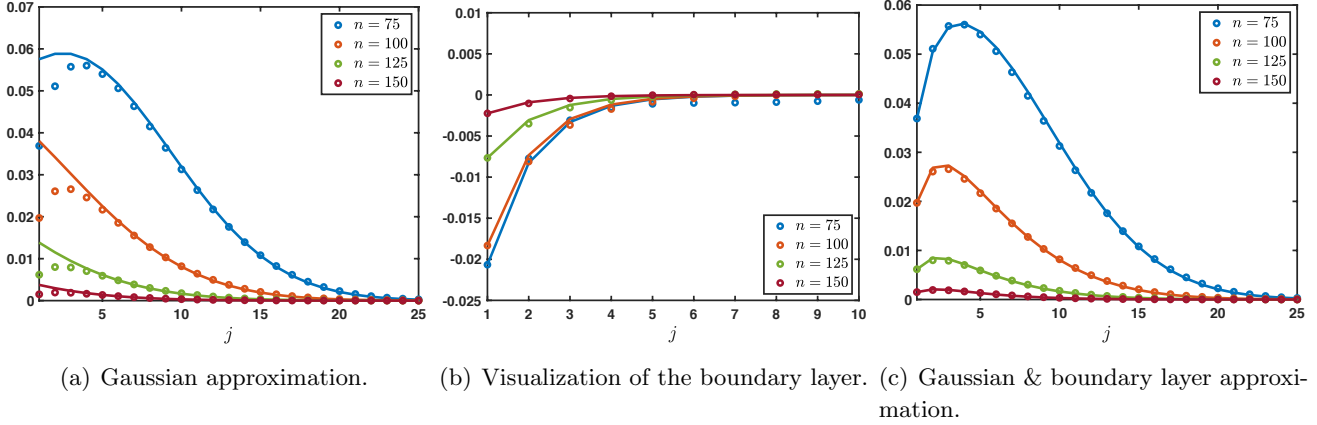 0.07
0.06
0.05
0.04
0.03
0.02
0.01
0
5
10
15
20
25
j
n = 75
n = 100
n = 125
n = 150
(a) Gaussian approximation.
0.01
0.005
0
-0.005
-0.01
-0.015
-0.02
-0.025
1
2
3
4
5
6
7
8
9
10
j
n = 75
n = 100
n = 125
n = 150
(b) Visualization of the boundary layer.
0.06
0.05
0.04
0.03
0.02
0.01
0
5
10
15
20
25
j
n = 75
n = 100
n = 125
n = 150
(c) Gaussian & boundary layer approxi-
mation.